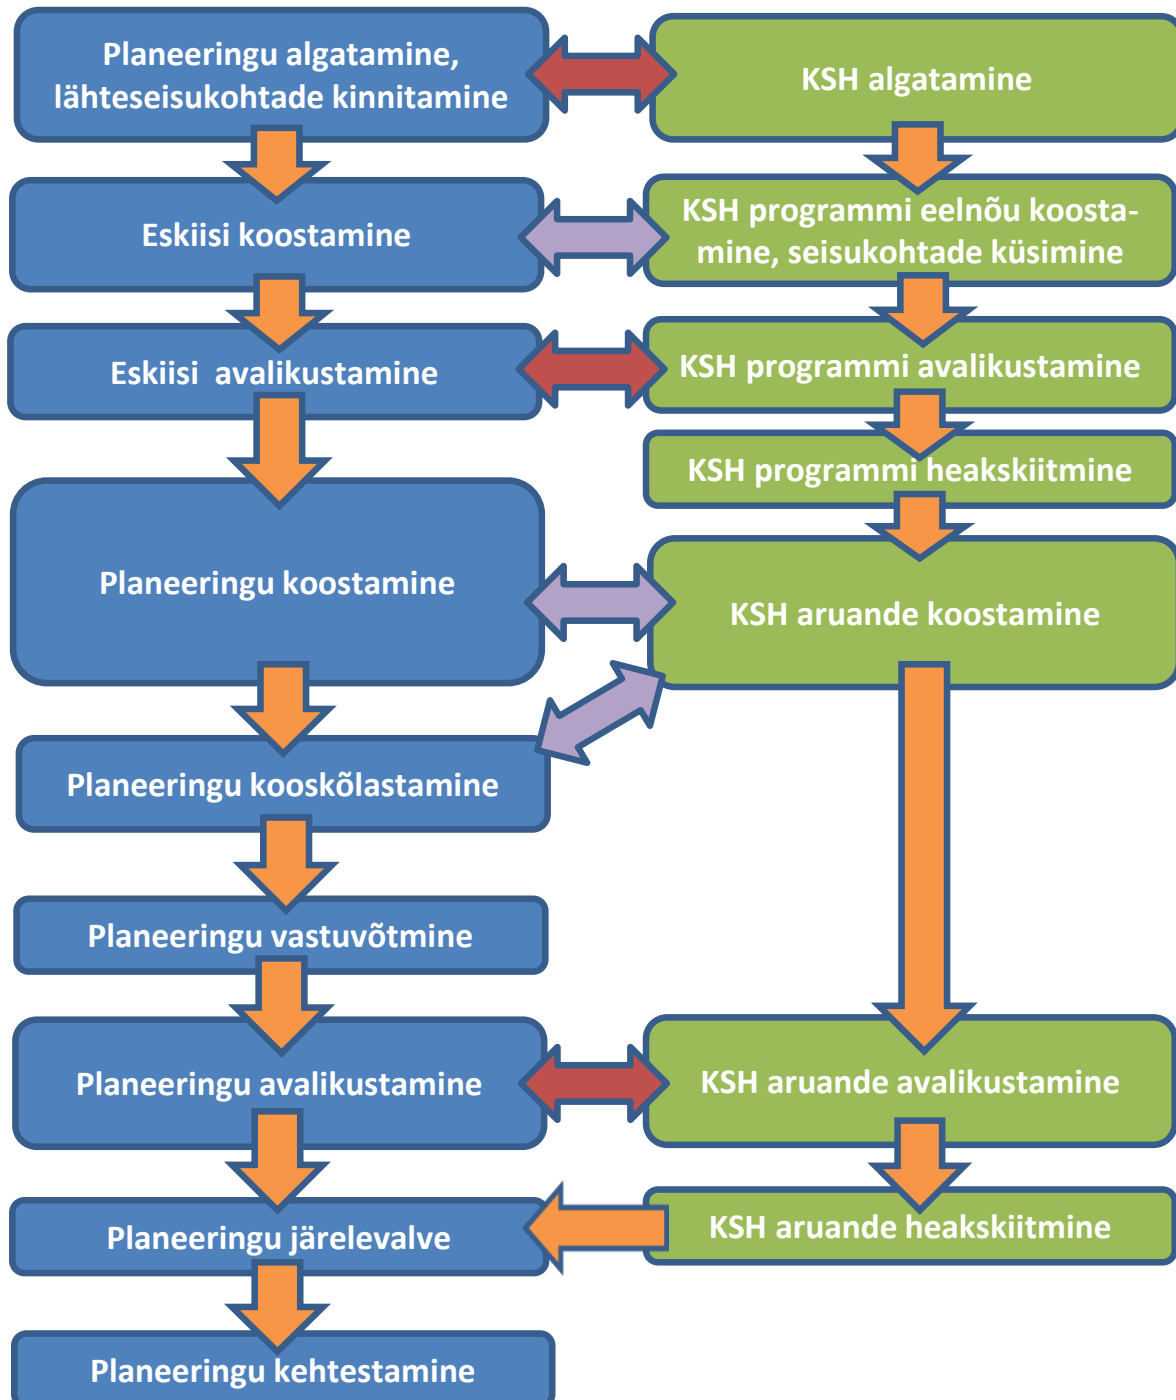 Planeeringu algatamine,
lähteseisukohtade kinnitamine
KSH algatamine
Eskiisi koostamine
KSH programmi eelnõu koosta-
mine, seisukohtade küsimine
Eskiisi avalikustamine
KSH programmi avalikustamine
KSH programmi heakskiitmine
Planeeringu koostamine
KSH aruande koostamine
Planeeringu kooskõlastamine
Planeeringu vastuvõtmine
Planeeringu avalikustamine
KSH aruande avalikustamine
Planeeringu järelevalve
KSH aruande heakskiitmine
Planeeringu kehtestamine